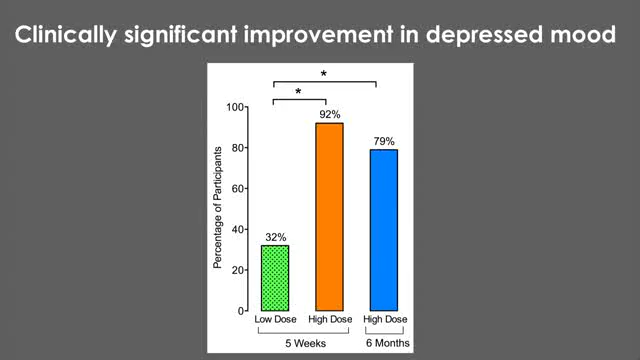 Clinically significant improvement in depressed mood
*
*
100
92%
80
79%
60
40
32%
20
0
Percentage of Participants
Low Dose High Dose High Dose
5 Weeks 6 Months